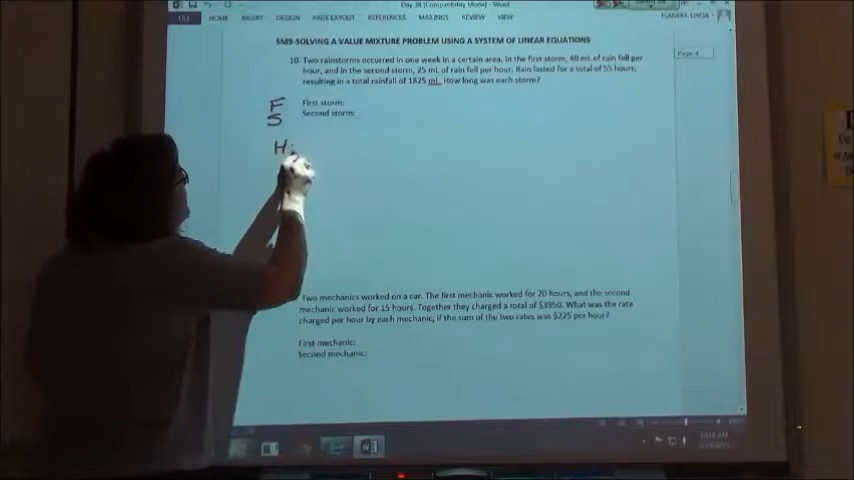 Day 38 [Compatibility Mode] - Word
FILE HOME INSERT DESIGN PAGE LAYOUT REFERENCES MAILINGS REVIEW VIEW
FLANERY, LINDA
SM9-SOLVING A VALUE MIXTURE PROBLEM USING A SYSTEM OF LINEAR EQUATIONS
Page 4
10. Two rainstorms occurred in one week in a certain area. In the first storm, 40 mL of rain fell per
hour, and in the second storm, 25 mL of rain fell per hour. Rain lasted for a total of 55 hours,
resulting in a total rainfall of 1825 mL. How long was each storm?
F First storm:
S Second storm:
H:
Two mechanics worked on a car. The first mechanic worked for 20 hours, and the second
mechanic worked for 15 hours. Together they charged a total of $3950. What was the rate
charged per hour by each mechanic, if the sum of the two rates was $225 per hour?
First mechanic:
Second mechanic: